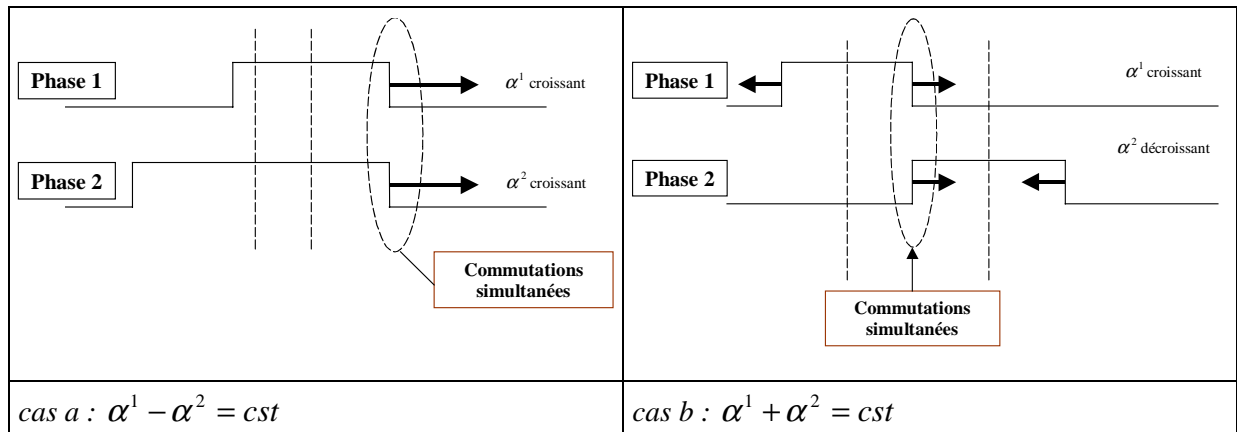 Phase 1
α¹ croissant
Phase 2
α² croissant
Commutations
simultanées
cas a : α¹ − α² = cst
Phase 1
α¹ croissant
α² décroissant
Phase 2
Commutations
simultanées
cas b : α¹ + α² = cst